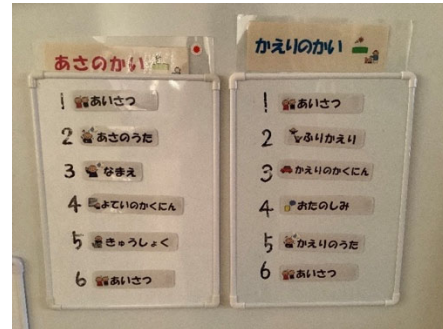 あさのかい
1 あいさつ
2 あさのうた
3 なまえ
4 よていのかくにん
5 きゅうしょく
6 あいさつ
かえりのかい
1 あいさつ
2 ふりかえり
3 かえりのかくにん
4 おたのしみ
5 かえりのうた
6 あいさつ